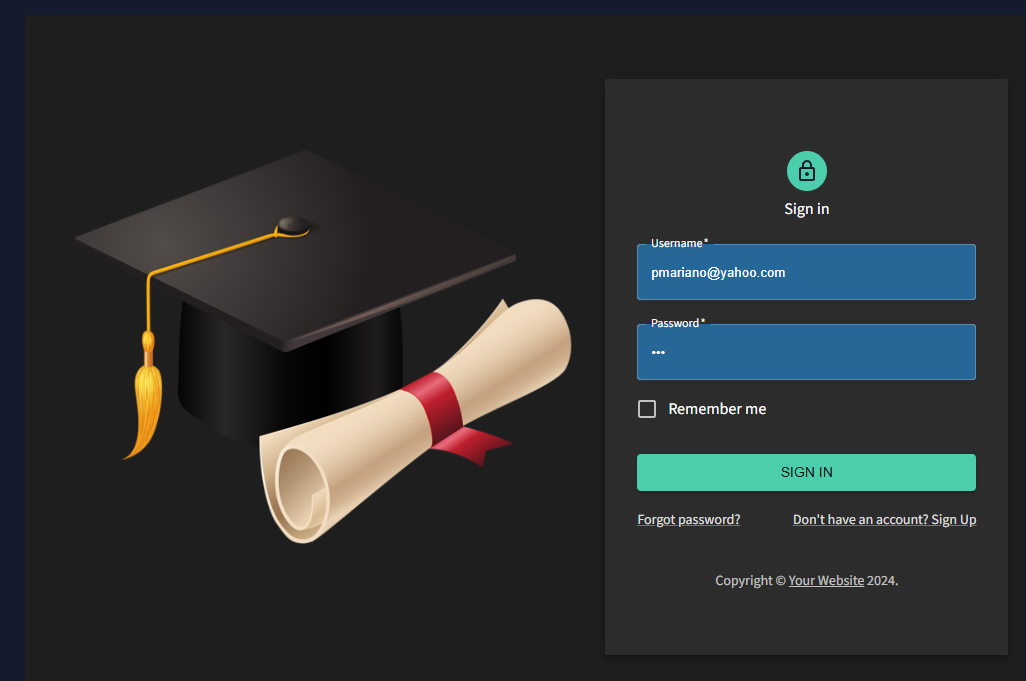 Sign in
Username *
pmariano@yahoo.com
Password *
•••
Remember me
SIGN IN
Forgot password? Don't have an account? Sign Up
Copyright © Your Website 2024.